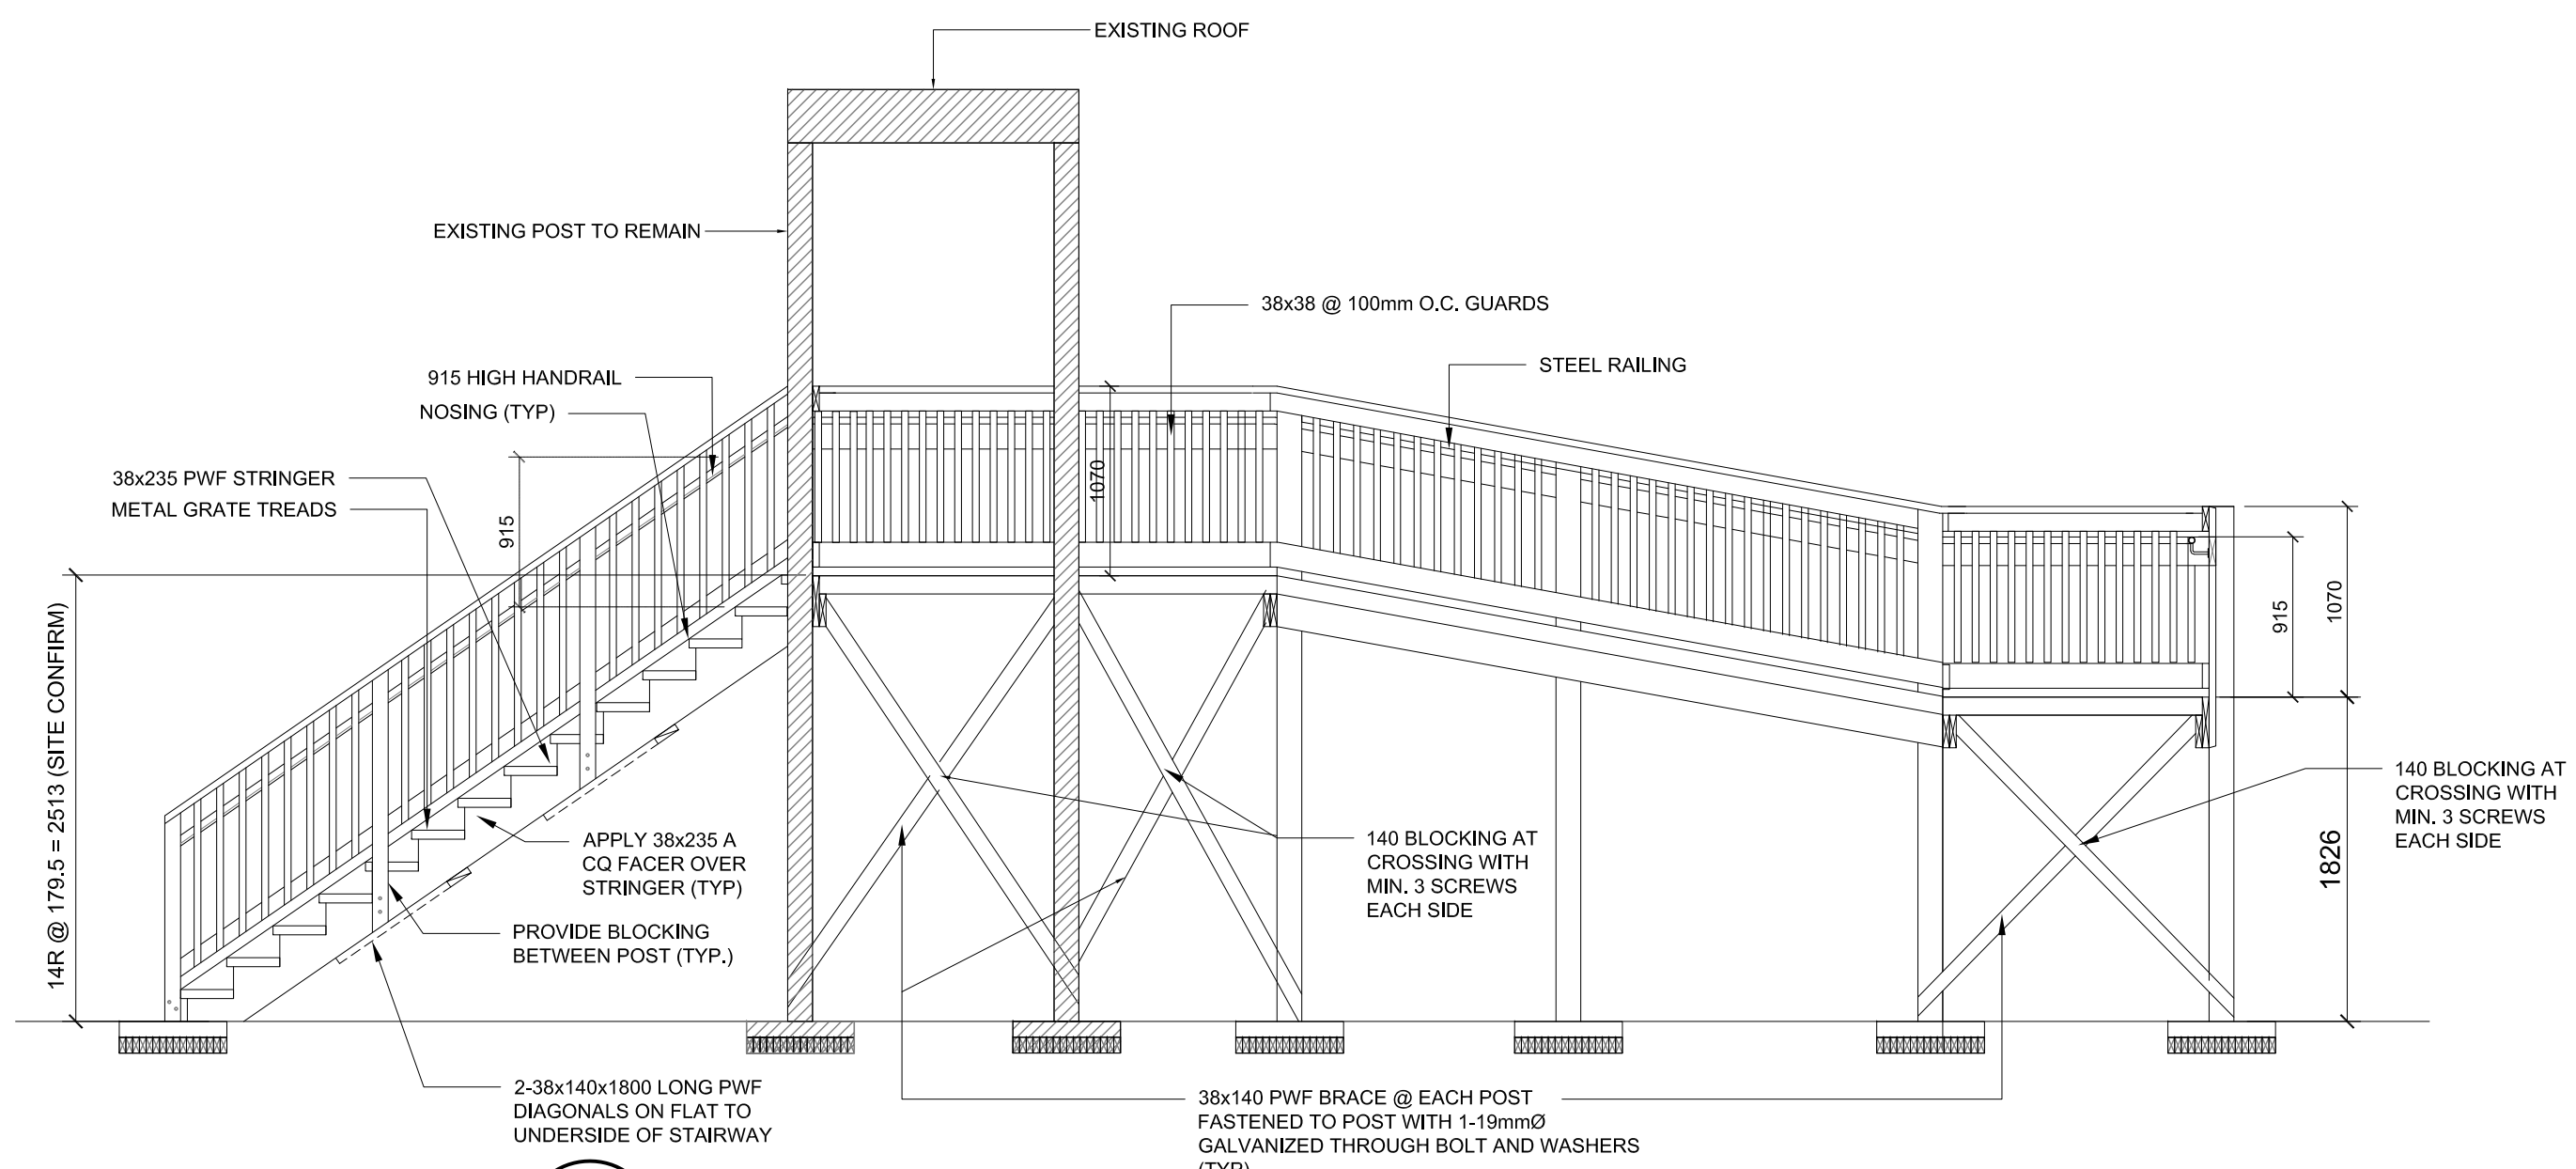 EXISTING ROOF
EXISTING POST TO REMAIN
38x38 @ 100mm O.C. GUARDS
STEEL RAILING
915 HIGH HANDRAIL
NOSING (TYP)
38x235 PWF STRINGER
METAL GRATE TREADS
915
1070
14R @ 179.5 = 2513 (SITE CONFIRM)
915
1070
1826
140 BLOCKING AT
CROSSING WITH
MIN. 3 SCREWS
EACH SIDE
APPLY 38x235 A
CQ FACER OVER
STRINGER (TYP)
140 BLOCKING AT
CROSSING WITH
MIN. 3 SCREWS
EACH SIDE
PROVIDE BLOCKING
BETWEEN POST (TYP.)
2-38x140x1800 LONG PWF
DIAGONALS ON FLAT TO
UNDERSIDE OF STAIRWAY
38x140 PWF BRACE @ EACH POST
FASTENED TO POST WITH 1-19mmØ
GALVANIZED THROUGH BOLT AND WASHERS
(TYP)